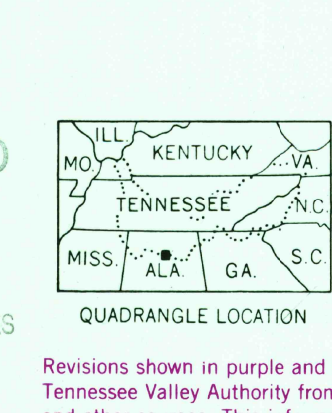 ILL.
MO. KENTUCKY VA.
TENNESSEE N.C.
MISS. ALA. GA. S.C.
QUADRANGLE LOCATION
Revisions shown in purple and
Tennessee Valley Authority from